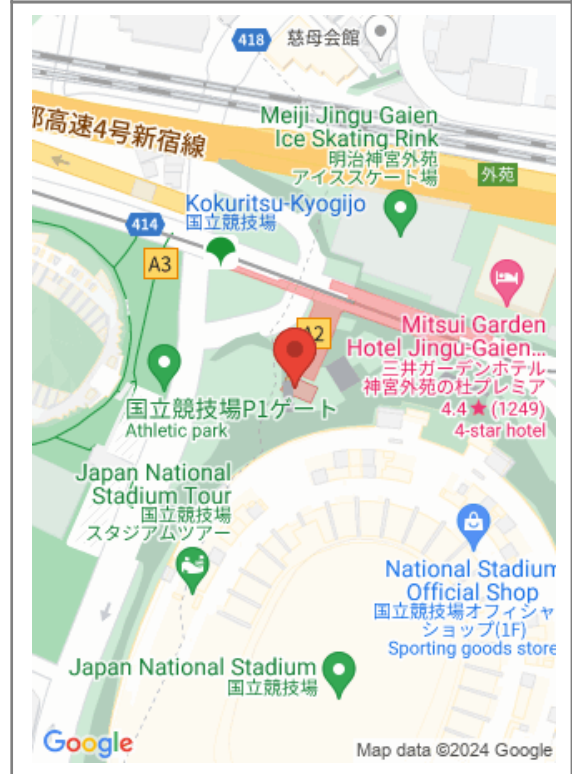 418
慈母会館
都高速4号新宿線
Meiji Jingu Gaien
Ice Skating Rink
明治神宮外苑
アイススケート場
外苑
Kokuritsu-Kyogijo
国立競技場
414
A3
A2
Mitsui Garden
Hotel Jingu-Gaien...
三井ガーデンホテル
神宮外苑の杜プレミア
4.4★(1249)
4-star hotel
国立競技場P1ゲート
Athletic park
Japan National
Stadium Tour
国立競技場
スタジアムツアー
National Stadium
Official Shop
国立競技場オフィシャ
ショップ(1F)
Sporting goods store
Japan National Stadium
国立競技場
Google
Map data ©2024 Google